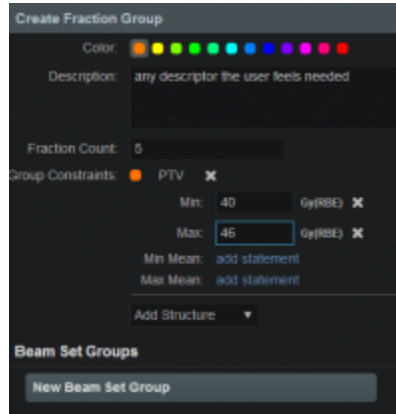 Create Fraction Group
Color:
Description: any descriptor the user feels needed
Fraction Count: 5
Group Constraints: PTV
Min: 40 Gy(RBE)
Max: 46 Gy(RBE)
Min Mean: add statement
Max Mean: add statement
Add Structure
Beam Set Groups
New Beam Set Group